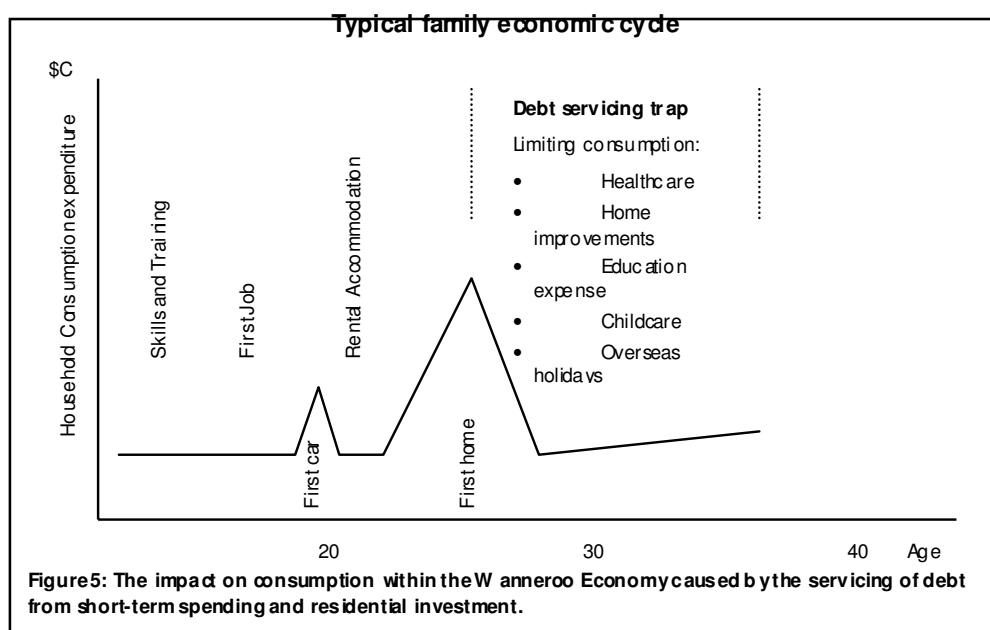 Typical family economic cycle
$C
Household Consumption expenditure
Skills and Training
First Job
Rental Accommodation
First car
First home
Debt servicing trap
Limiting consumption:
• Healthcare
• Home
improvements
• Education
expense
• Childcare
• Overseas
holidays
20 30 40 Age
Figure 5: The impact on consumption within the Wanneroo Economy caused by the servicing of debt
from short-term spending and residential investment.